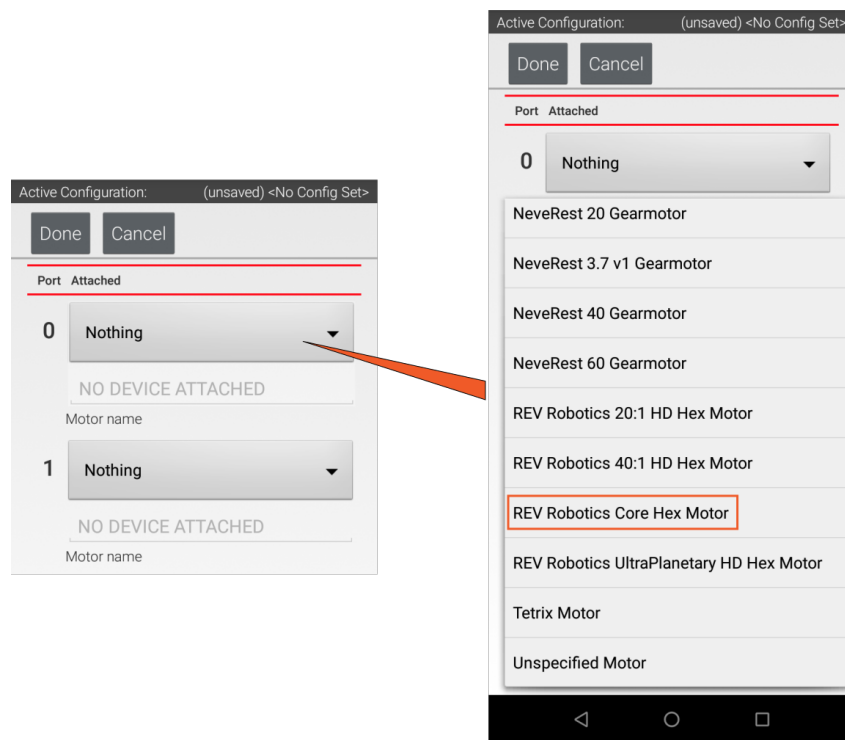 Active Configuration: (unsaved) <No Config Set>
Done Cancel
Port Attached
0 Nothing
NO DEVICE ATTACHED
Motor name
1 Nothing
NO DEVICE ATTACHED
Motor name
Active Configuration: (unsaved) <No Config Set>
Done Cancel
Port Attached
0 Nothing
NeveRest 20 Gearmotor
NeveRest 3.7 v1 Gearmotor
NeveRest 40 Gearmotor
NeveRest 60 Gearmotor
REV Robotics 20:1 HD Hex Motor
REV Robotics 40:1 HD Hex Motor
REV Robotics Core Hex Motor
REV Robotics UltraPlanetary HD Hex Motor
Tetrix Motor
Unspecified Motor